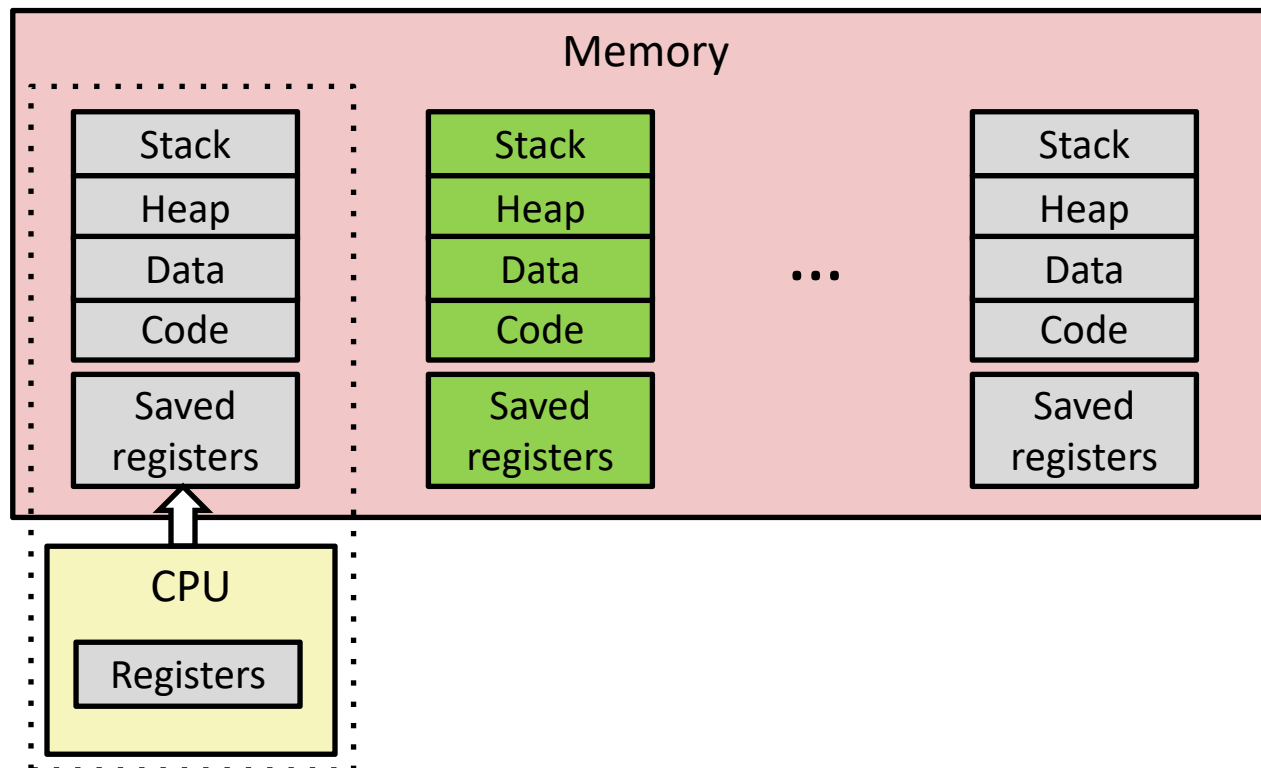 Memory
Stack
Heap
Data
Code
Saved
registers
Stack
Heap
Data
Code
Saved
registers
...
Stack
Heap
Data
Code
Saved
registers
CPU
Registers